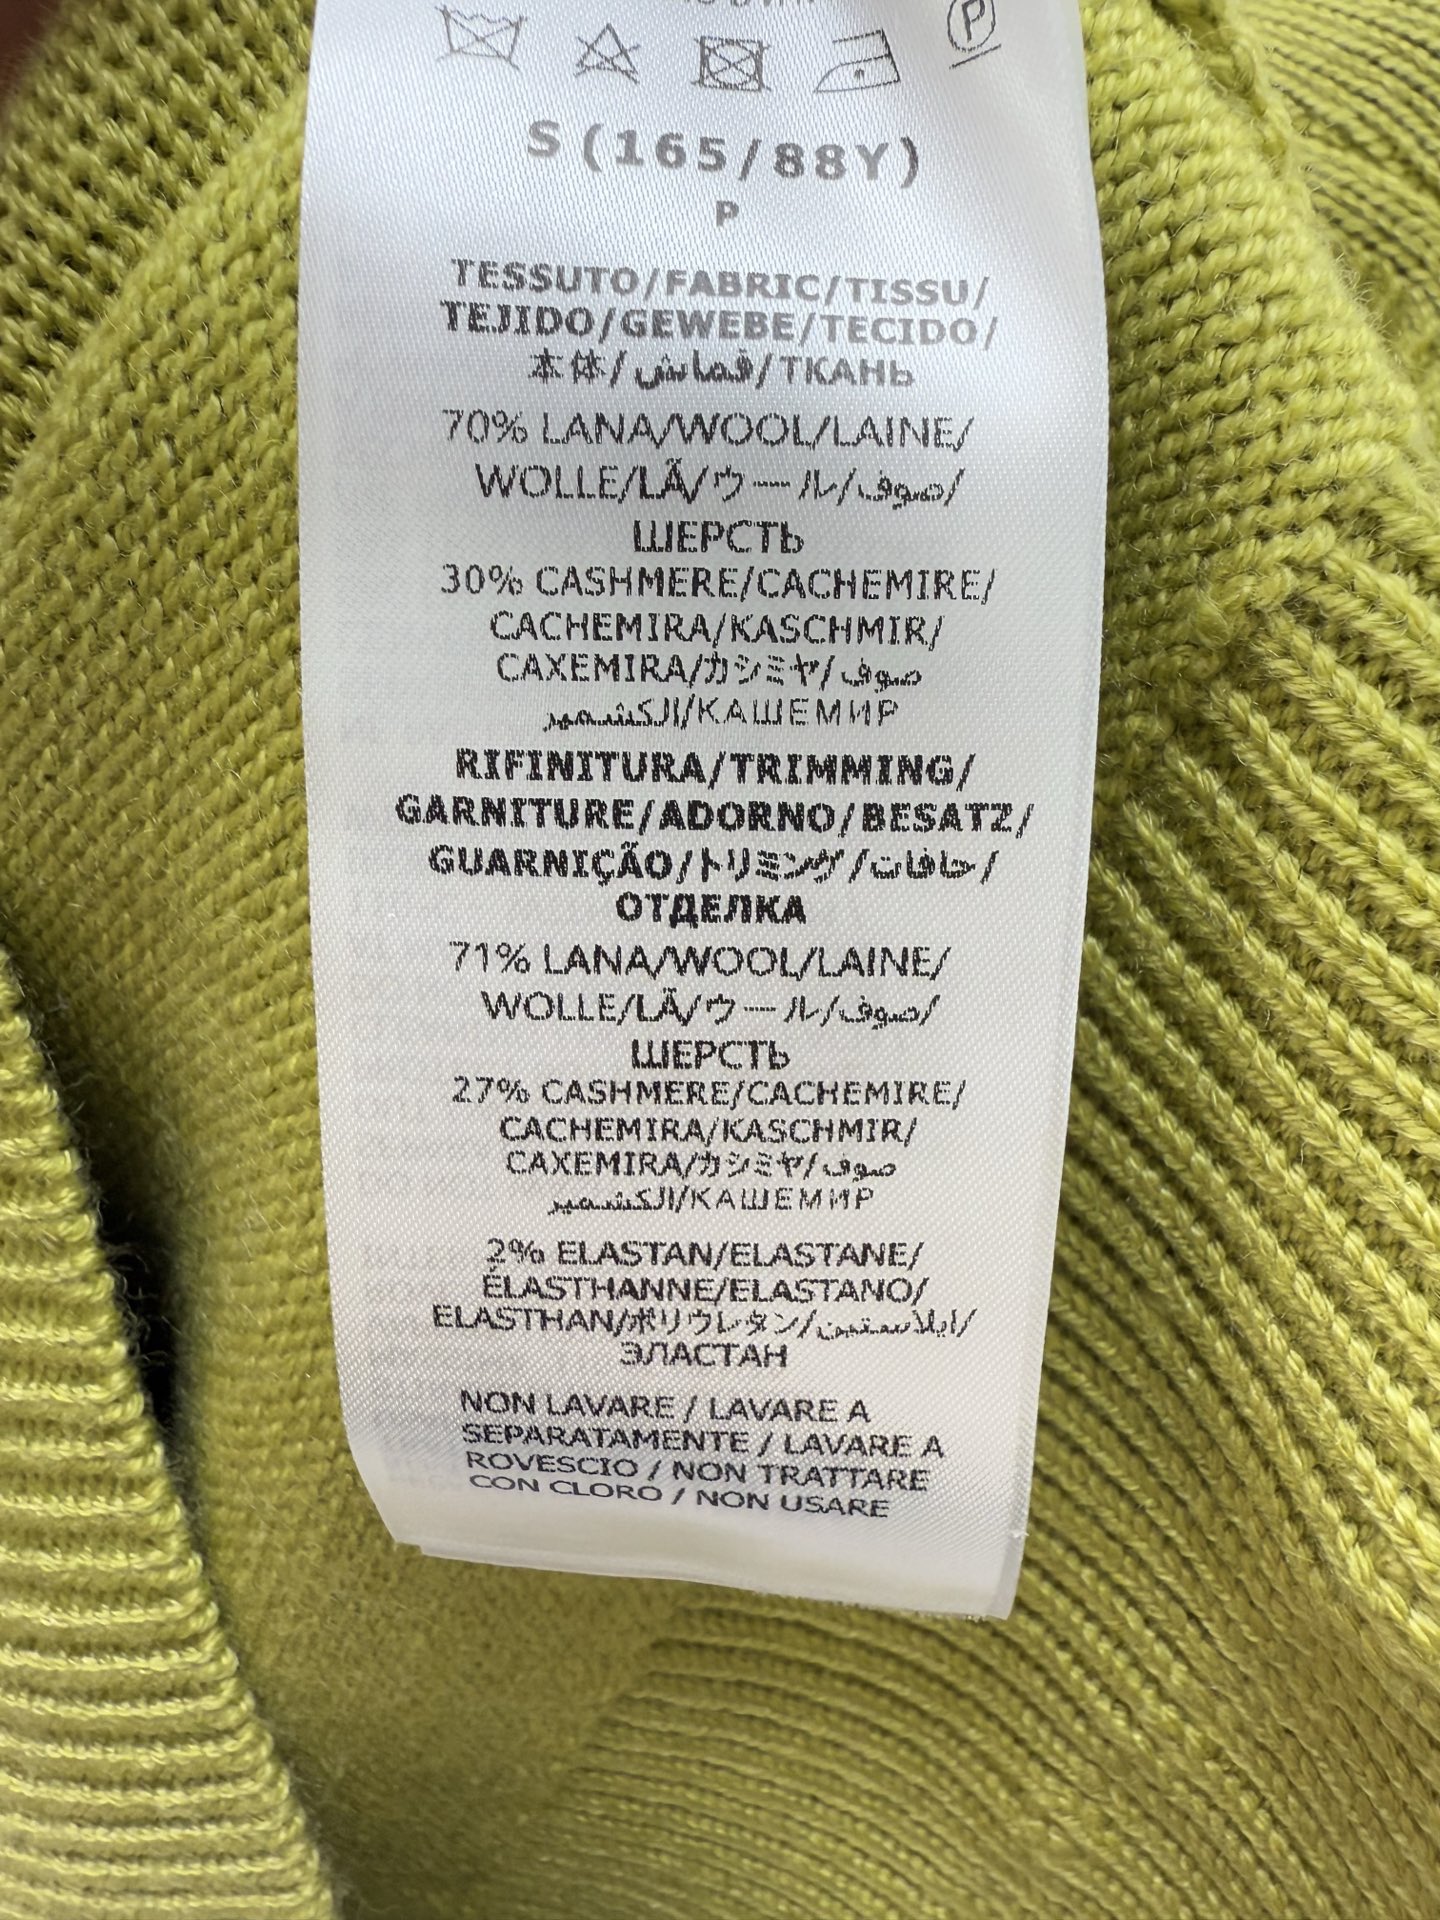 S (165/88Y)
P
TESSUTO/FABRIC/TISSU/
TEJIDO/GEWEBE/TECIDO/
本体/قماش/ТКАНЬ
70% LANA/WOOL/LAINE/
WOLLE/LÃ/ウール/صوف/
ШЕРСТЬ
30% CASHMERE/CACHEMIRE/
CACHEMIRA/KASCHMIR/
CAXEMIRA/カシミヤ/صوف
الكشمير/КАШЕМИР
RIFINITURA/TRIMMING/
GARNITURE/ADORNO/BESATZ/
GUARNIÇÃO/トリミング/حافات/
ОТДЕЛКА
71% LANA/WOOL/LAINE/
WOLLE/LÃ/ウール/صوف/
ШЕРСТЬ
27% CASHMERE/CACHEMIRE/
CACHEMIRA/KASCHMIR/
CAXEMIRA/カシミヤ/صوف
الكشمير/КАШЕМИР
2% ELASTAN/ELASTANE/
ÉLASTHANNE/ELASTANO/
ELASTHAN/ポリウレタン/ايلاستين/
ЭЛАСТАН
NON LAVARE / LAVARE A
SEPARATAMENTE / LAVARE A
ROVESCIO / NON TRATTARE
CON CLORO / NON USARE